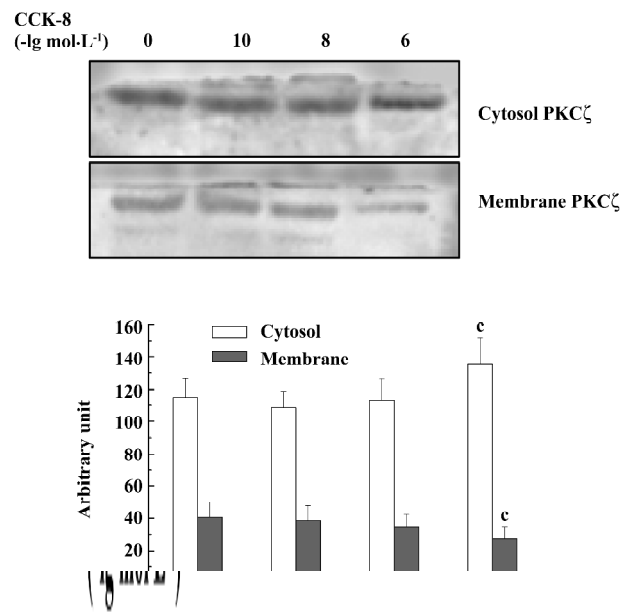 CCK-8
(-lg mol·L⁻¹) 0 10 8 6
Cytosol PKCζ
Membrane PKCζ
160
140
120
100
80
60
40
20
Arbitrary unit
Cytosol
Membrane
c
c